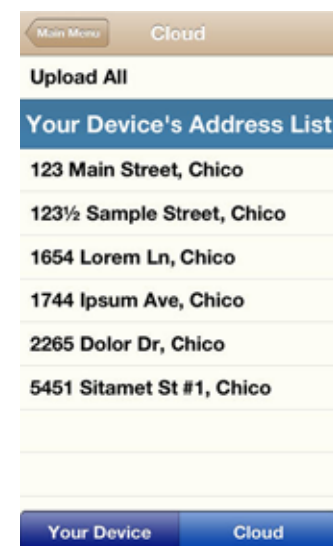 Main Menu
Cloud
Upload All
Your Device's Address List
123 Main Street, Chico
123½ Sample Street, Chico
1654 Lorem Ln, Chico
1744 Ipsum Ave, Chico
2265 Dolor Dr, Chico
5451 Sitamet St #1, Chico
Your Device
Cloud